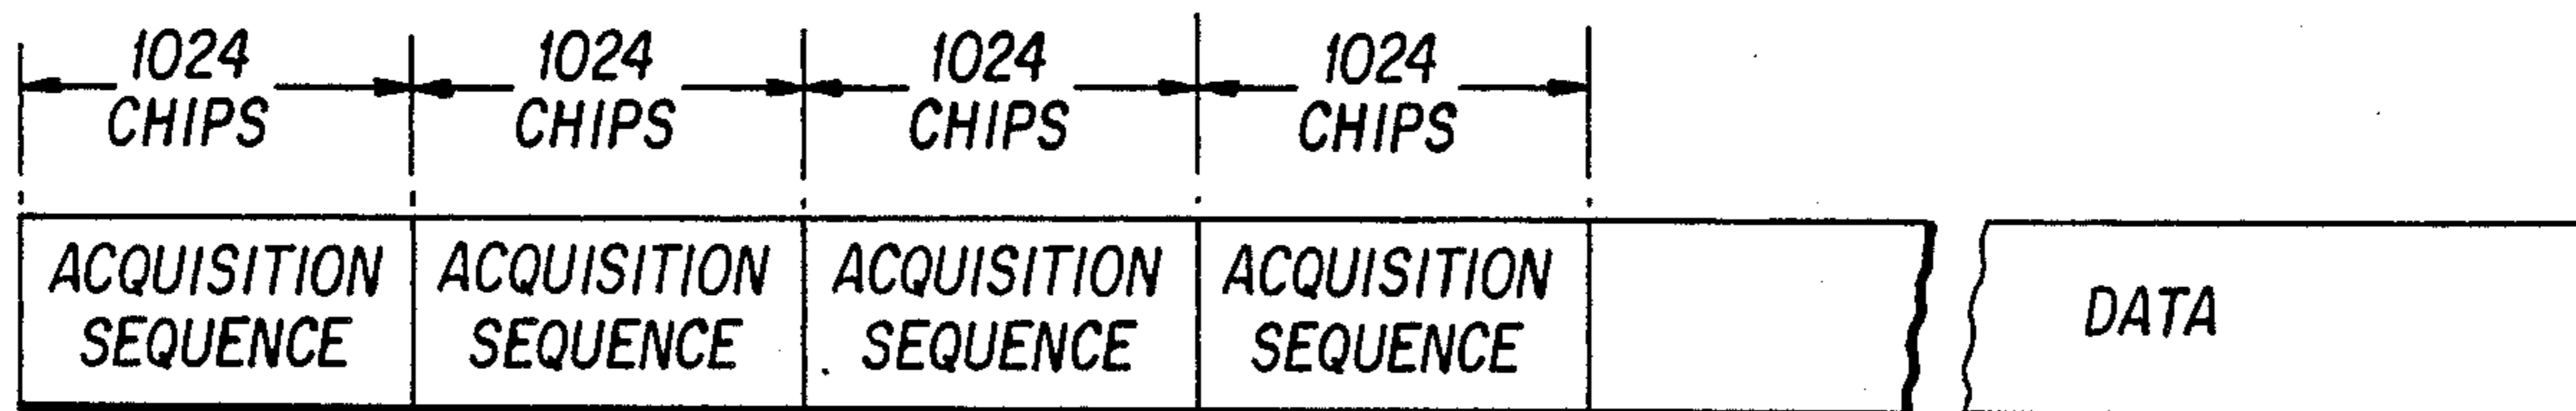 1024 1024 1024 1024
CHIPS CHIPS CHIPS CHIPS
ACQUISITION ACQUISITION ACQUISITION ACQUISITION
SEQUENCE SEQUENCE SEQUENCE SEQUENCE
DATA